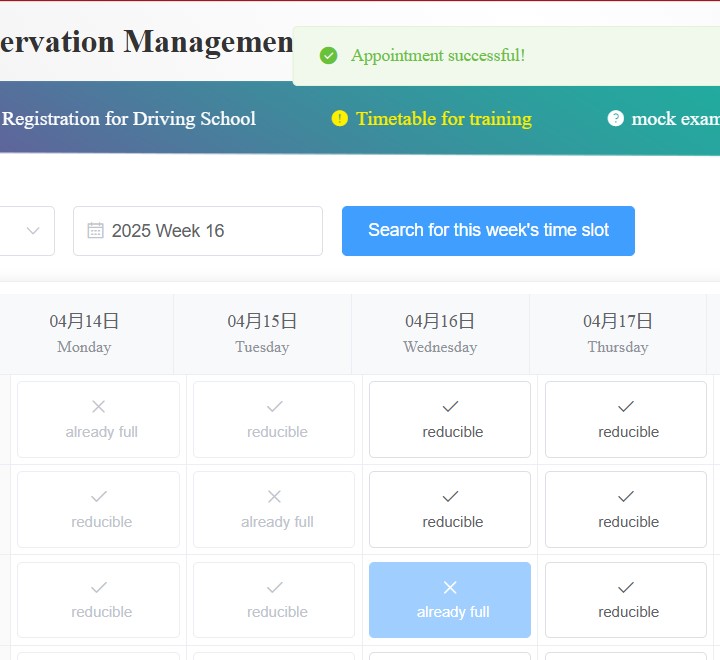 ervation Managemen
Appointment successful!
Registration for Driving School
Timetable for training
mock exam
2025 Week 16
Search for this week's time slot
04月14日 04月15日 04月16日 04月17日
Monday Tuesday Wednesday Thursday
already full reducible reducible reducible
reducible already full reducible reducible
reducible reducible already full reducible